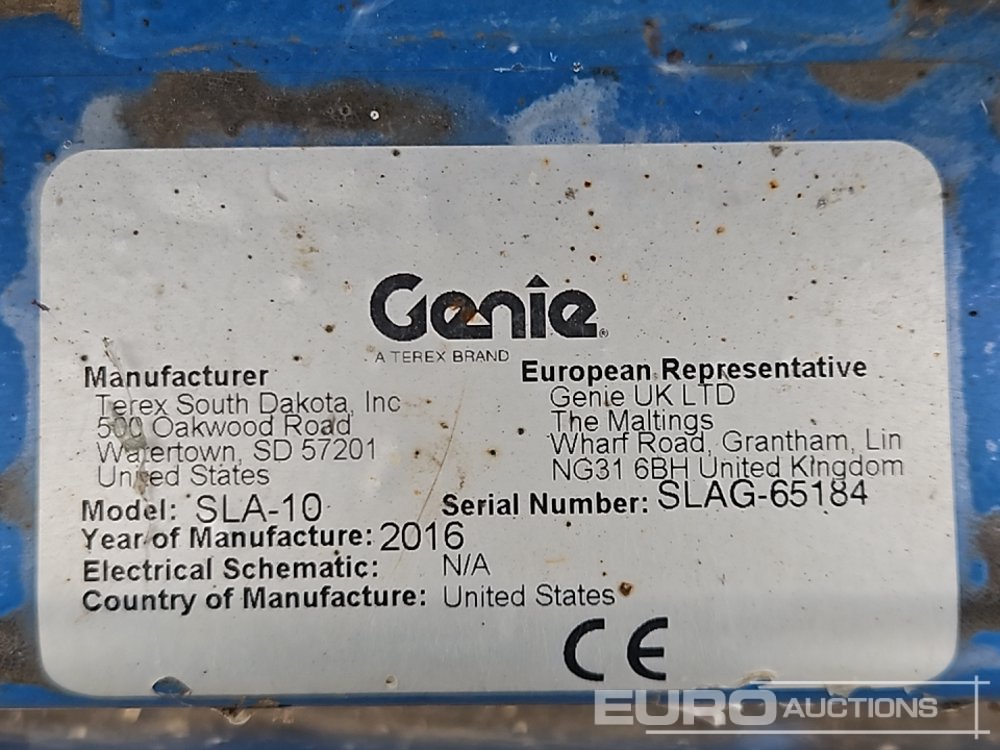 Genie®
A TEREX BRAND
Manufacturer
Terex South Dakota, Inc
500 Oakwood Road
Watertown, SD 57201
United States
European Representative
Genie UK LTD
The Maltings
Wharf Road, Grantham, Lin
NG31 6BH United Kingdom
Model: SLA-10
Serial Number: SLAG-65184
Year of Manufacture: 2016
Electrical Schematic: N/A
Country of Manufacture: United States
CE
EURO AUCTIONS